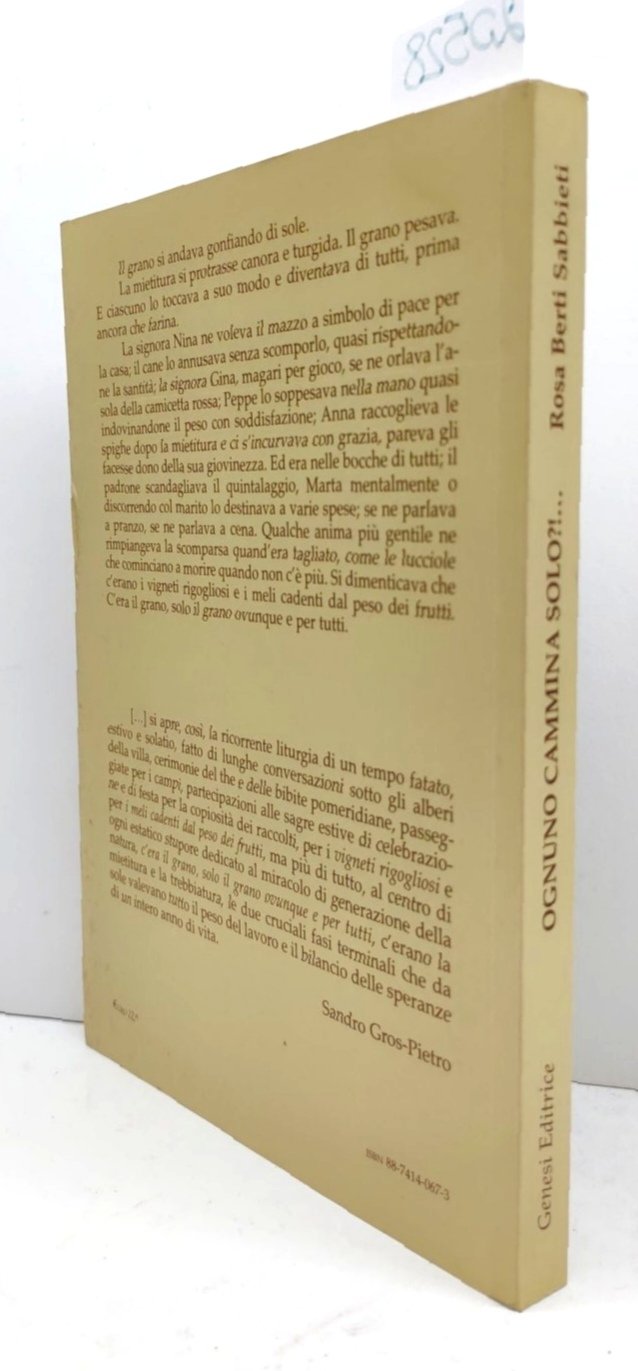 22528
Il grano si andava gonfiando di sole.
La mietitura si protrasse canora e turgida. Il grano pesava.
E ciascuno lo toccava a suo modo e diventava di tutti, prima
ancora che farina.
La signora Nina ne voleva il mazzo a simbolo di pace per
la casa; il cane lo annusava senza scomporlo, quasi rispettando-
ne la santità; la signora Gina, magari per gioco, se ne orlava l'a-
sola della camicetta rossa; Peppe lo soppesava nella mano quasi
indovinandone il peso con soddisfazione; Anna raccoglieva le
spighe dopo la mietitura e ci s'incurvava con grazia, pareva gli
facesse dono della sua giovinezza. Ed era nelle bocche di tutti; il
padrone scandagliava il quintalaggio, Marta mentalmente o
discorrendo col marito lo destinava a varie spese; se ne parlava
a pranzo, se ne parlava a cena. Qualche anima più gentile ne
rimpiangeva la scomparsa quand'era tagliato, come le lucciole
che cominciano a morire quando non c'è più. Si dimenticava che
c'erano i vigneti rigogliosi e i meli cadenti dal peso dei frutti.
C'era il grano, solo il grano ovunque e per tutti.
[...] si apre, così, la ricorrente liturgia di un tempo fatato,
estivo e solatio, fatto di lunghe conversazioni sotto gli alberi
della villa, cerimonie del the e delle bibite pomeridiane, passeg-
giate per i campi, partecipazioni alle sagre estive di celebrazio-
ne e di festa per la copiosità dei raccolti, per i vigneti rigogliosi e
per i meli cadenti dal peso dei frutti, ma più di tutto, al centro di
ogni estatico stupore dedicato al miracolo di generazione della
natura, c'era il grano, solo il grano ovunque e per tutti, c'erano la
mietitura e la trebbiatura, le due cruciali fasi terminali che da
sole valevano tutto il peso del lavoro e il bilancio delle speranze
di un intero anno di vita.
Sandro Gros-Pietro
ISBN 88-7414-067-3
Rosa Berti Sabbieti
OGNUNO CAMMINA SOLO?!...
Genesi Editrice